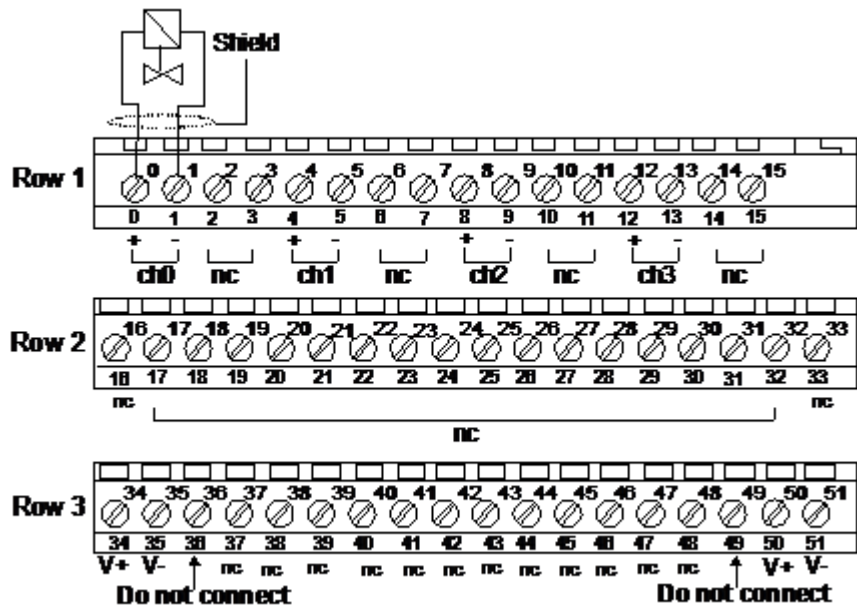 Shield
Row 1
0 1 2 3 4 5 6 7 8 9 10 11 12 13 14 15
0 1 2 3 4 5 6 7 8 9 10 11 12 13 14 15
+ - + - + - + -
ch0 nc ch1 nc ch2 nc ch3 nc
Row 2
16 17 18 19 20 21 22 23 24 25 26 27 28 29 30 31 32 33
16 17 18 19 20 21 22 23 24 25 26 27 28 29 30 31 32 33
nc nc
nc
Row 3
34 35 36 37 38 39 40 41 42 43 44 45 46 47 48 49 50 51
34 35 36 37 38 39 40 41 42 43 44 45 46 47 48 49 50 51
V+ V- nc nc nc nc nc nc nc nc nc nc nc nc V+ V-
Do not connect Do not connect